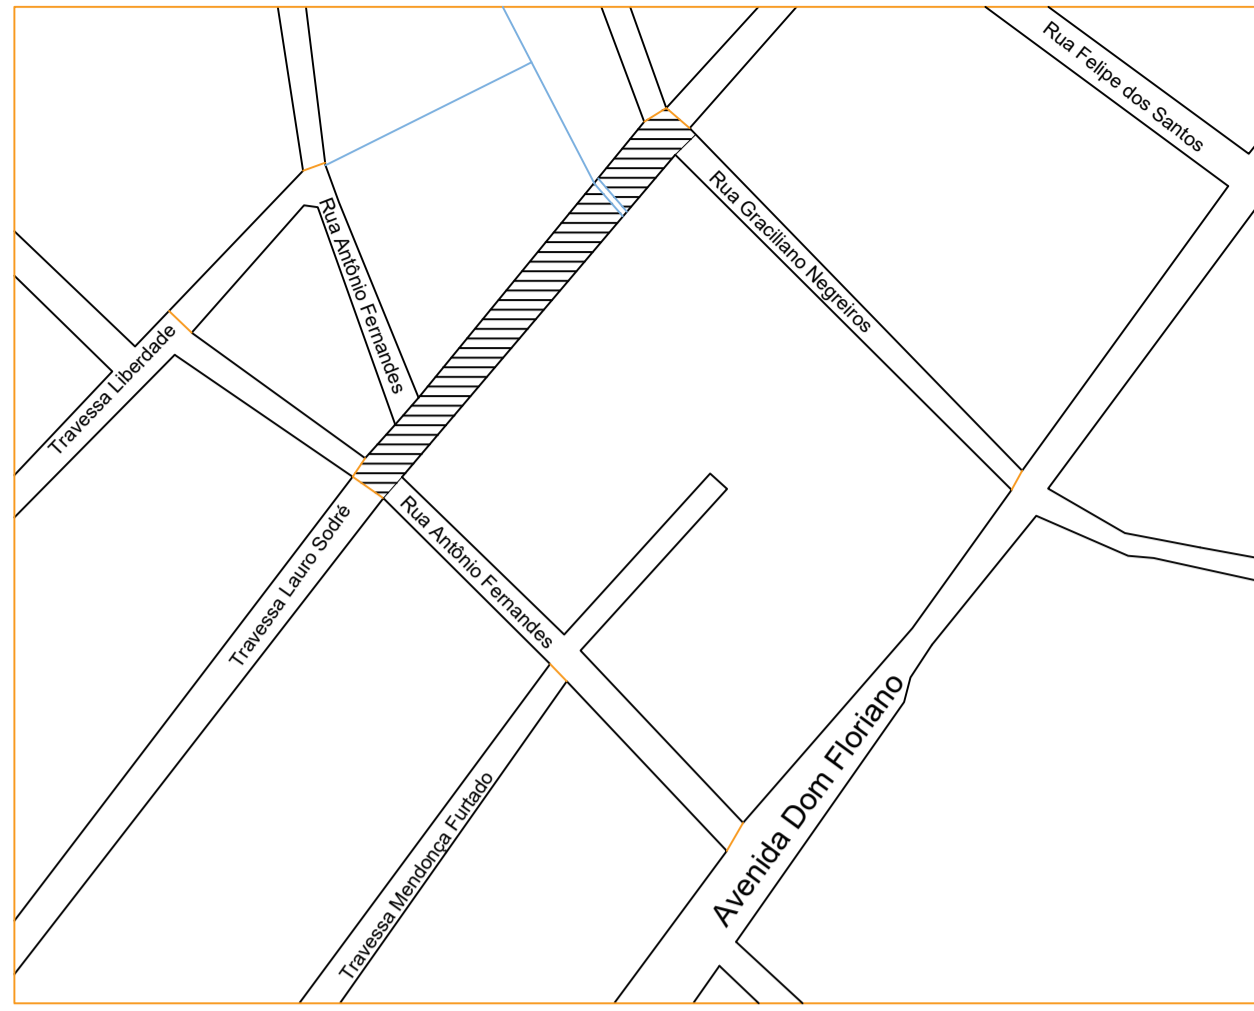 Rua Felipe dos Santos
Rua Graciliano Negreiros
Rua Antônio Fernandes
Travessa Liberdade
Travessa Lauro Sodré
Rua Antônio Fernandes
Avenida Dom Floriano
Travessa Mendonça Furtado